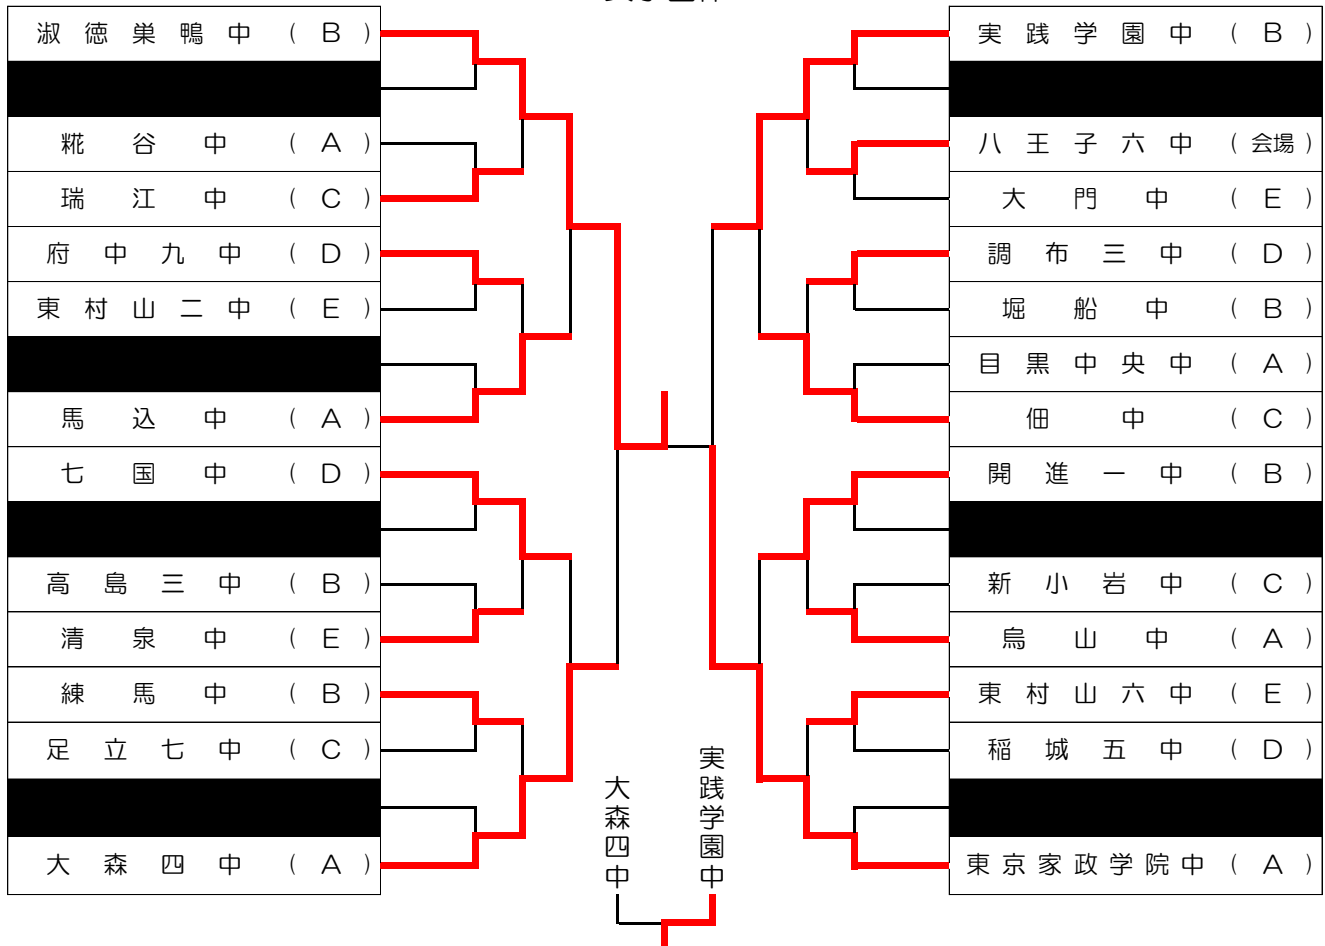 淑徳巣鴨中(B)
糀谷中(A)
瑞江中(C)
府中九中(D)
東村山二中(E)
馬込中(A)
七国中(D)
高島三中(B)
清泉中(E)
練馬中(B)
足立七中(C)
大森四中(A)
実践学園中(B)
八王子六中(会場)
大門中(E)
調布三中(D)
堀船中(B)
目黒中央中(A)
佃中(C)
開進一中(B)
新小岩中(C)
烏山中(A)
東村山六中(E)
稲城五中(D)
東京家政学院中(A)
大森四中
実践学園中